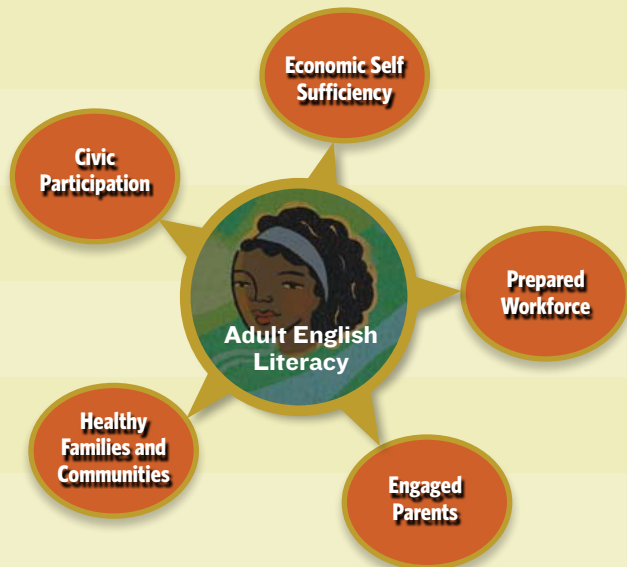 Economic Self
Sufficiency
Civic
Participation
Prepared
Workforce
Adult English
Literacy
Healthy
Families and
Communities
Engaged
Parents